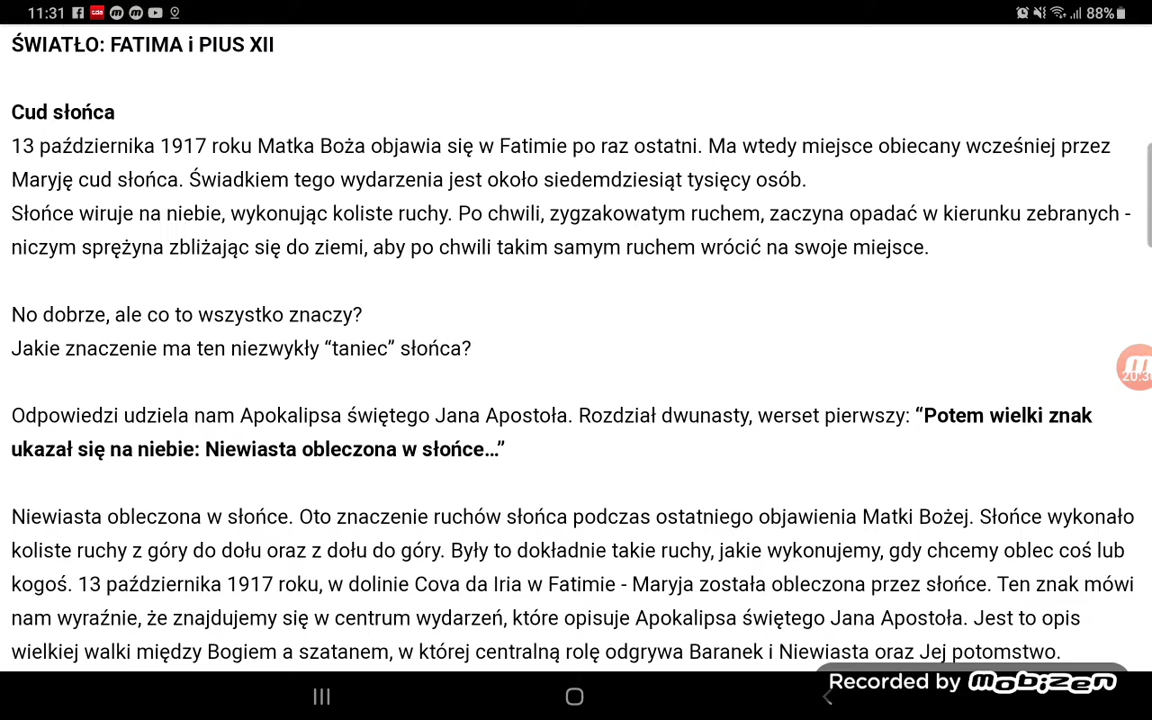 11:31
88%
ŚWIATŁO: FATIMA i PIUS XII
Cud słońca
13 października 1917 roku Matka Boża objawia się w Fatimie po raz ostatni. Ma wtedy miejsce obiecany wcześniej przez
Maryję cud słońca. Świadkiem tego wydarzenia jest około siedemdziesiąt tysięcy osób.
Słońce wiruje na niebie, wykonując koliste ruchy. Po chwili, zygzakowatym ruchem, zaczyna opadać w kierunku zebranych -
niczym sprężyna zbliżając się do ziemi, aby po chwili takim samym ruchem wrócić na swoje miejsce.
No dobrze, ale co to wszystko znaczy?
Jakie znaczenie ma ten niezwykły “taniec” słońca?
Odpowiedzi udziela nam Apokalipsa świętego Jana Apostoła. Rozdział dwunasty, werset pierwszy: “Potem wielki znak
ukazał się na niebie: Niewiasta obleczona w słońce…”
Niewiasta obleczona w słońce. Oto znaczenie ruchów słońca podczas ostatniego objawienia Matki Bożej. Słońce wykonało
koliste ruchy z góry do dołu oraz z dołu do góry. Były to dokładnie takie ruchy, jakie wykonujemy, gdy chcemy oblec coś lub
kogoś. 13 października 1917 roku, w dolinie Cova da Iria w Fatimie - Maryja została obleczona przez słońce. Ten znak mówi
nam wyraźnie, że znajdujemy się w centrum wydarzeń, które opisuje Apokalipsa świętego Jana Apostoła. Jest to opis
wielkiej walki między Bogiem a szatanem, w której centralną rolę odgrywa Baranek i Niewiasta oraz Jej potomstwo.
Recorded by mobizen